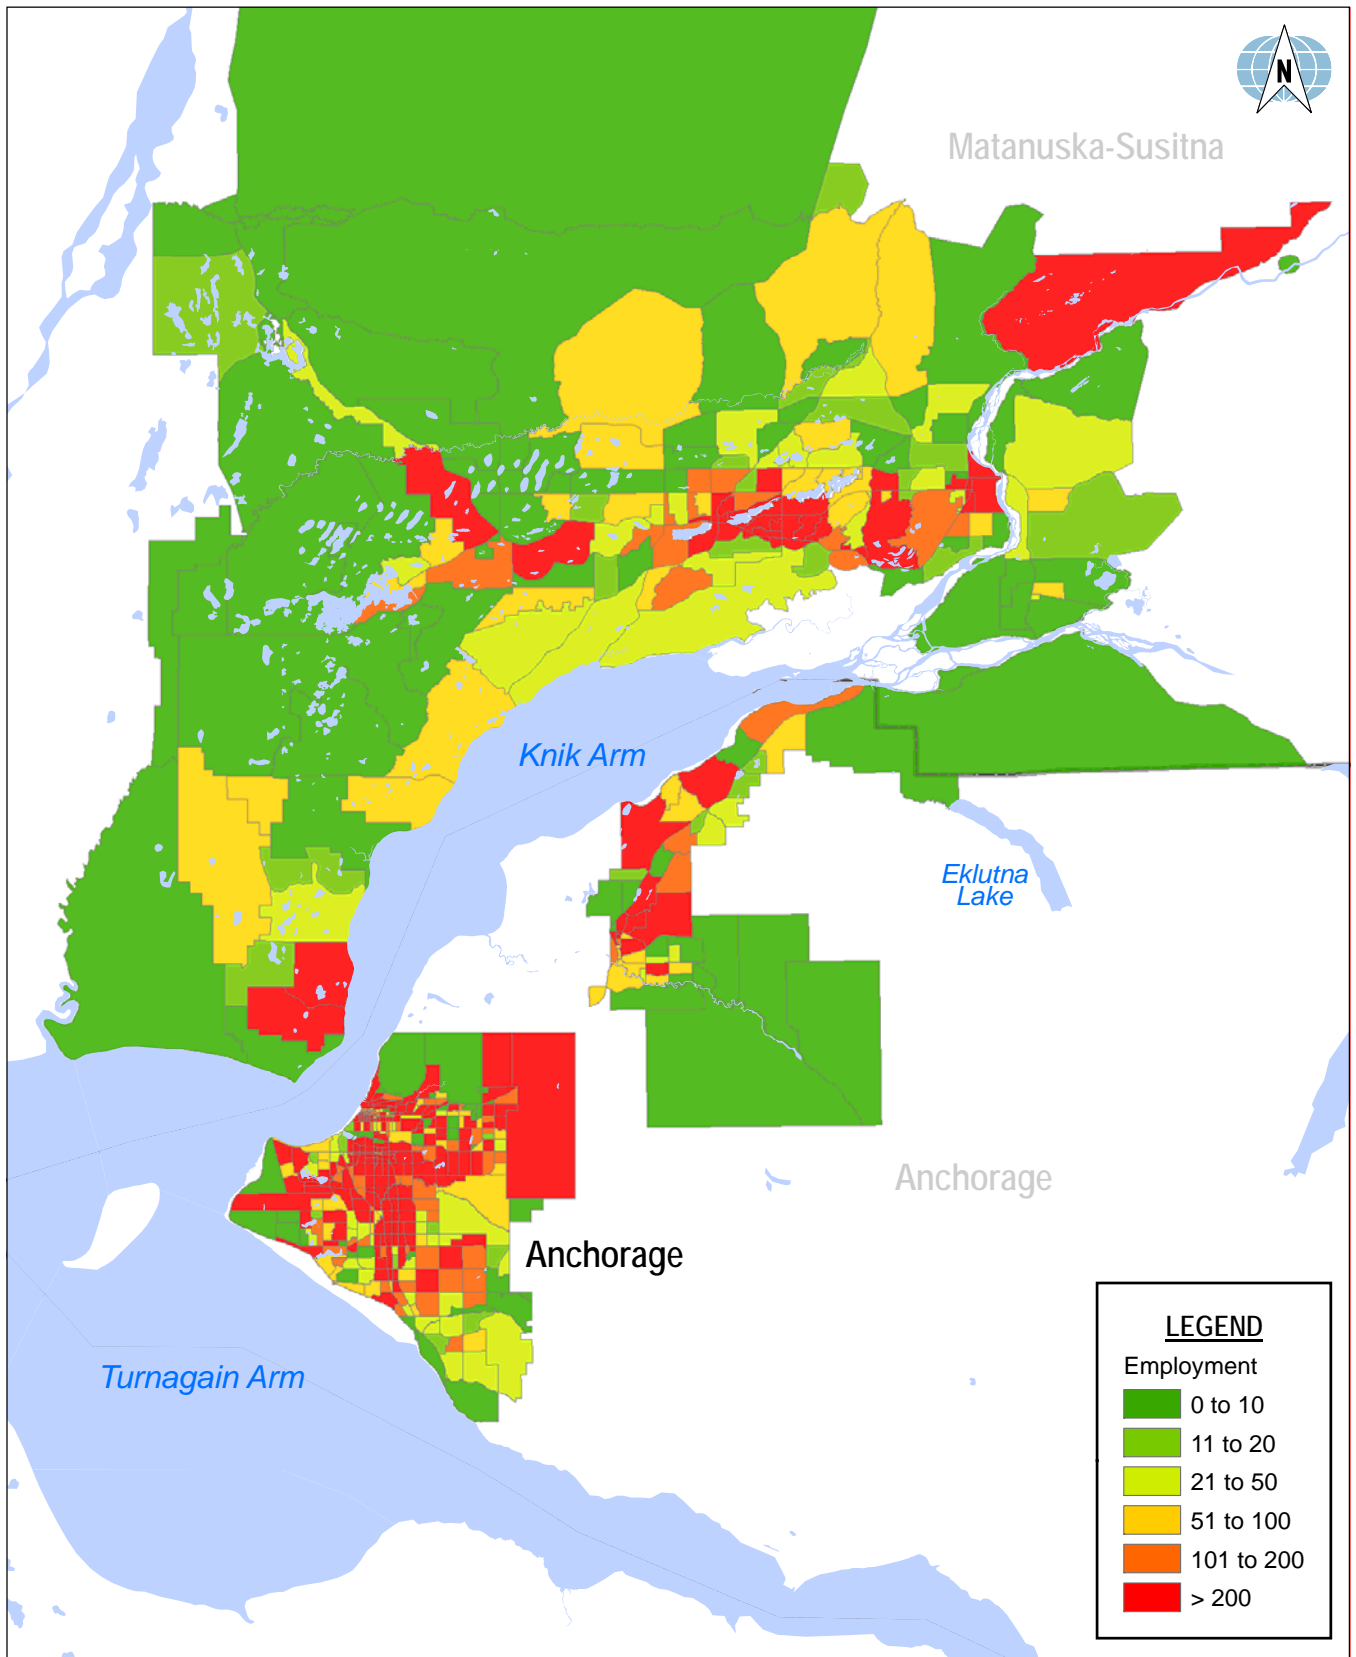 N
Matanuska-Susitna
Knik Arm
Eklutna
Lake
Anchorage
Anchorage
Turnagain Arm
LEGEND
Employment
0 to 10
11 to 20
21 to 50
51 to 100
101 to 200
> 200